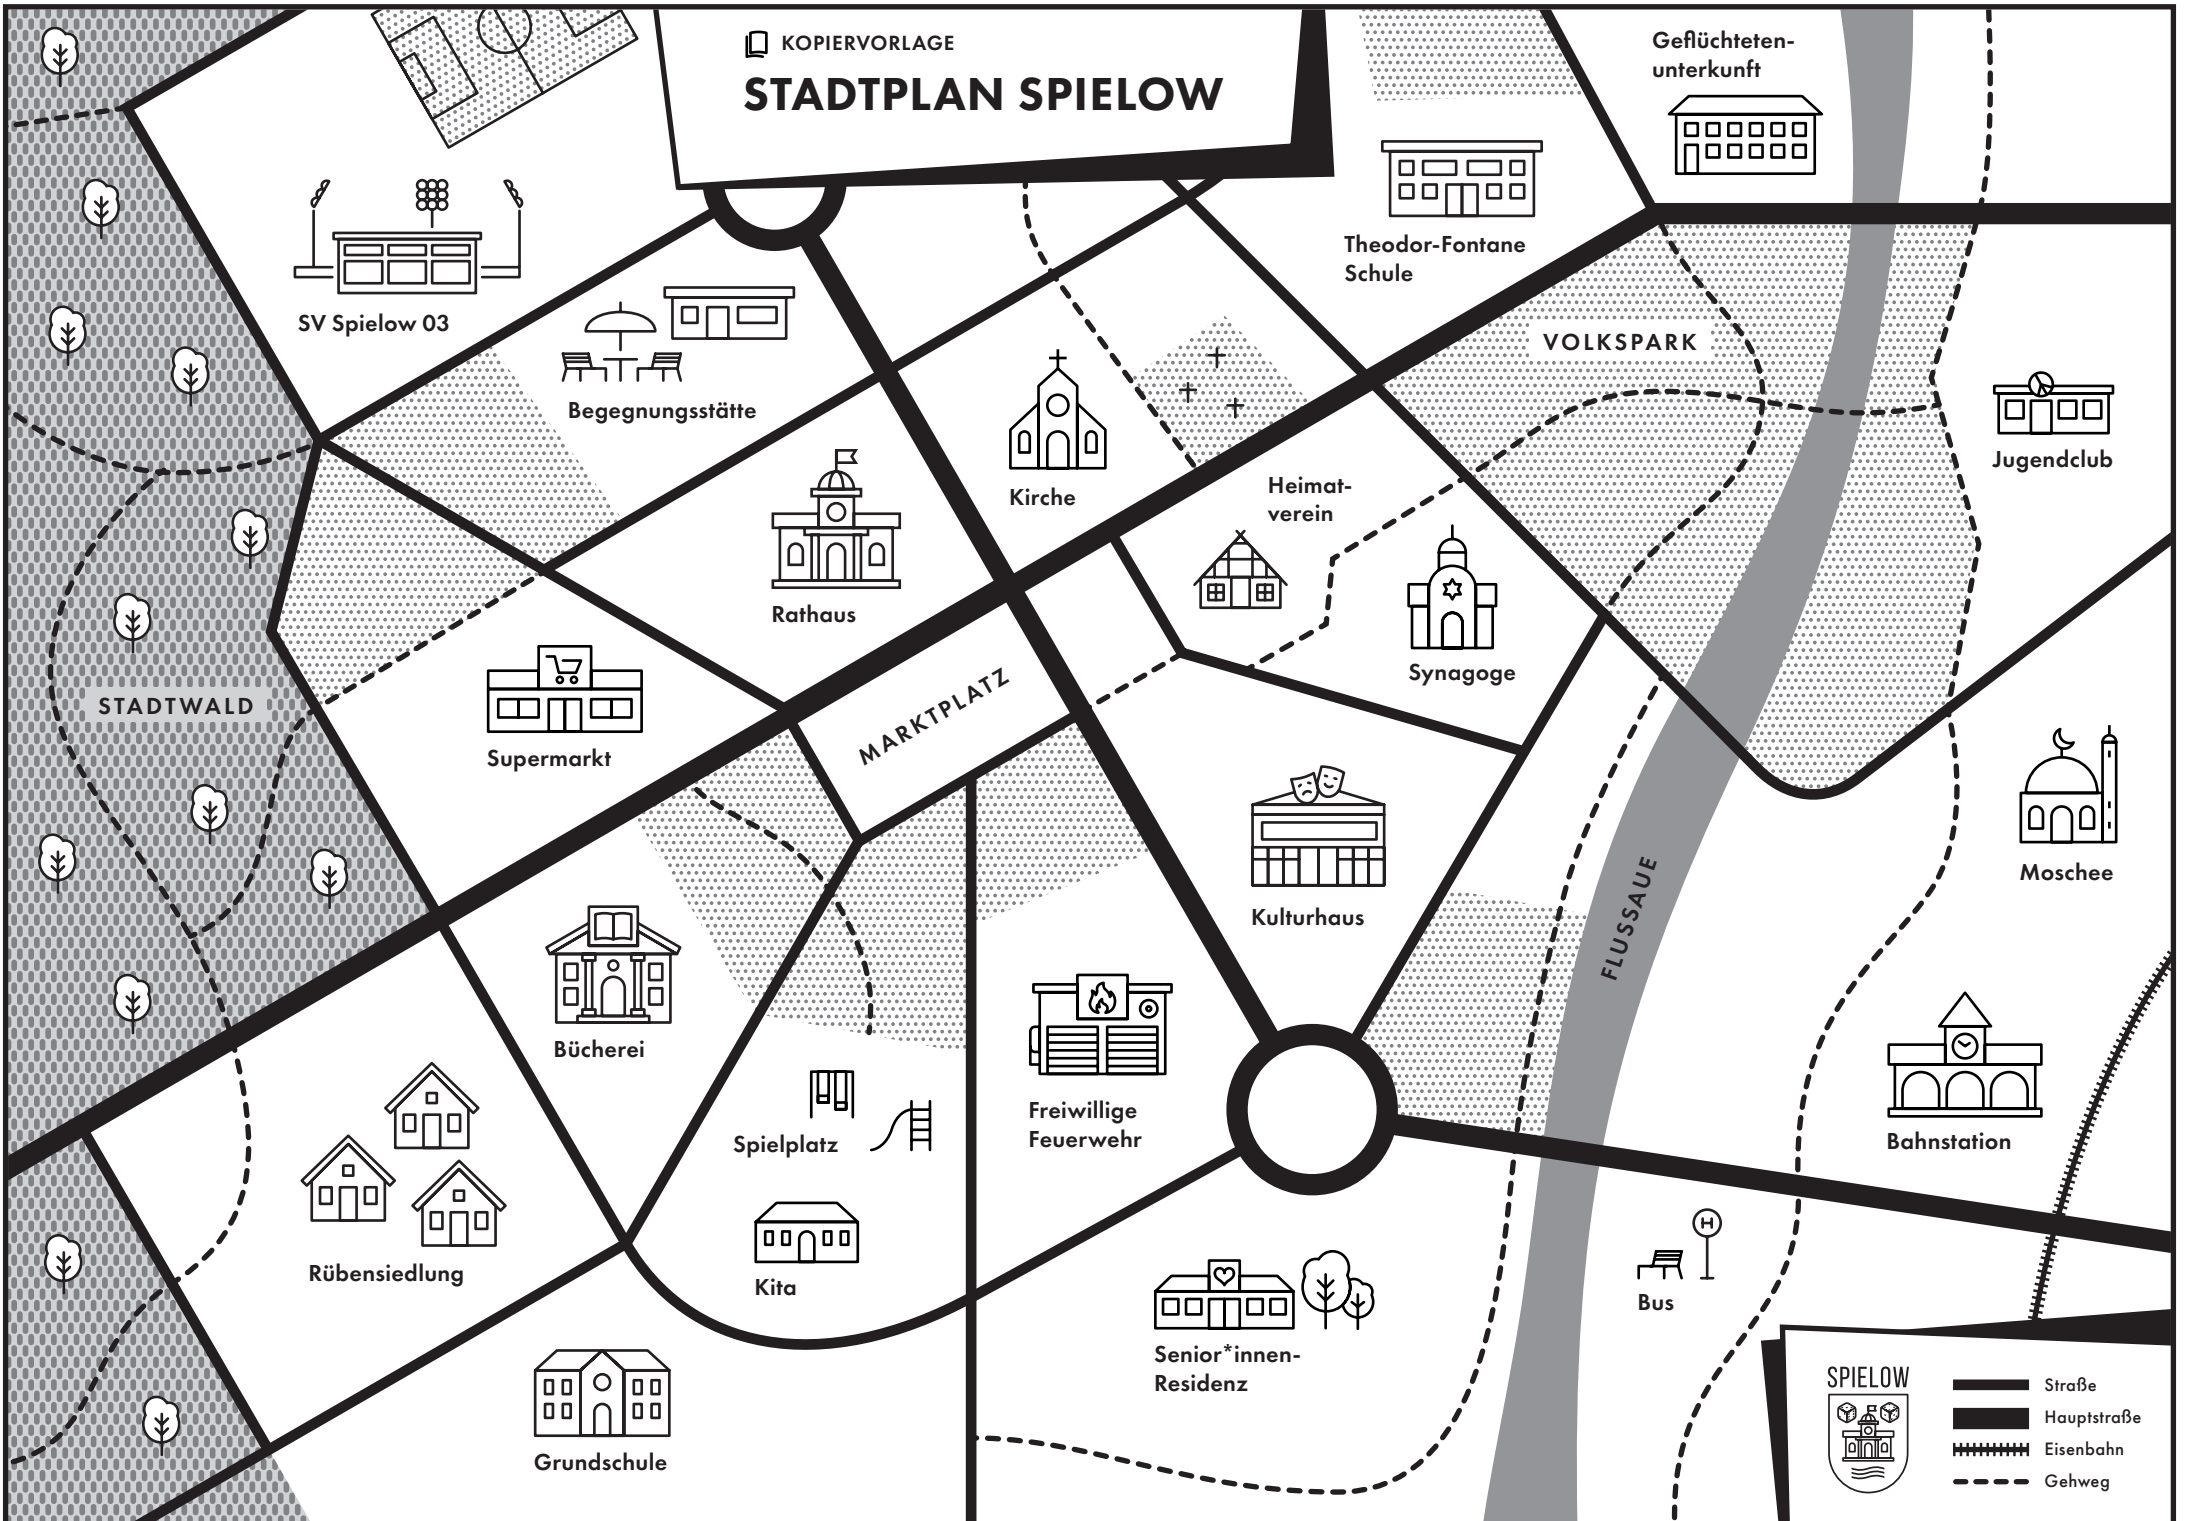 KOPIERVORLAGE
STADTPLAN SPIELOW
Geflüchteten-
unterkunft
Theodor-Fontane
Schule
SV Spielow 03
VOLKSPARK
Begegnungsstätte
Jugendclub
Kirche
Heimat-
verein
Rathaus
Synagoge
STADTWALD
MARKTPLATZ
Supermarkt
Moschee
Kulturhaus
FLUSSAUE
Bücherei
Freiwillige
Feuerwehr
Spielplatz
Bahnstation
H
Rübensiedlung
Kita
Bus
Senior*innen-
Residenz
Grundschule
SPIELOW
Straße
Hauptstraße
Eisenbahn
Gehweg